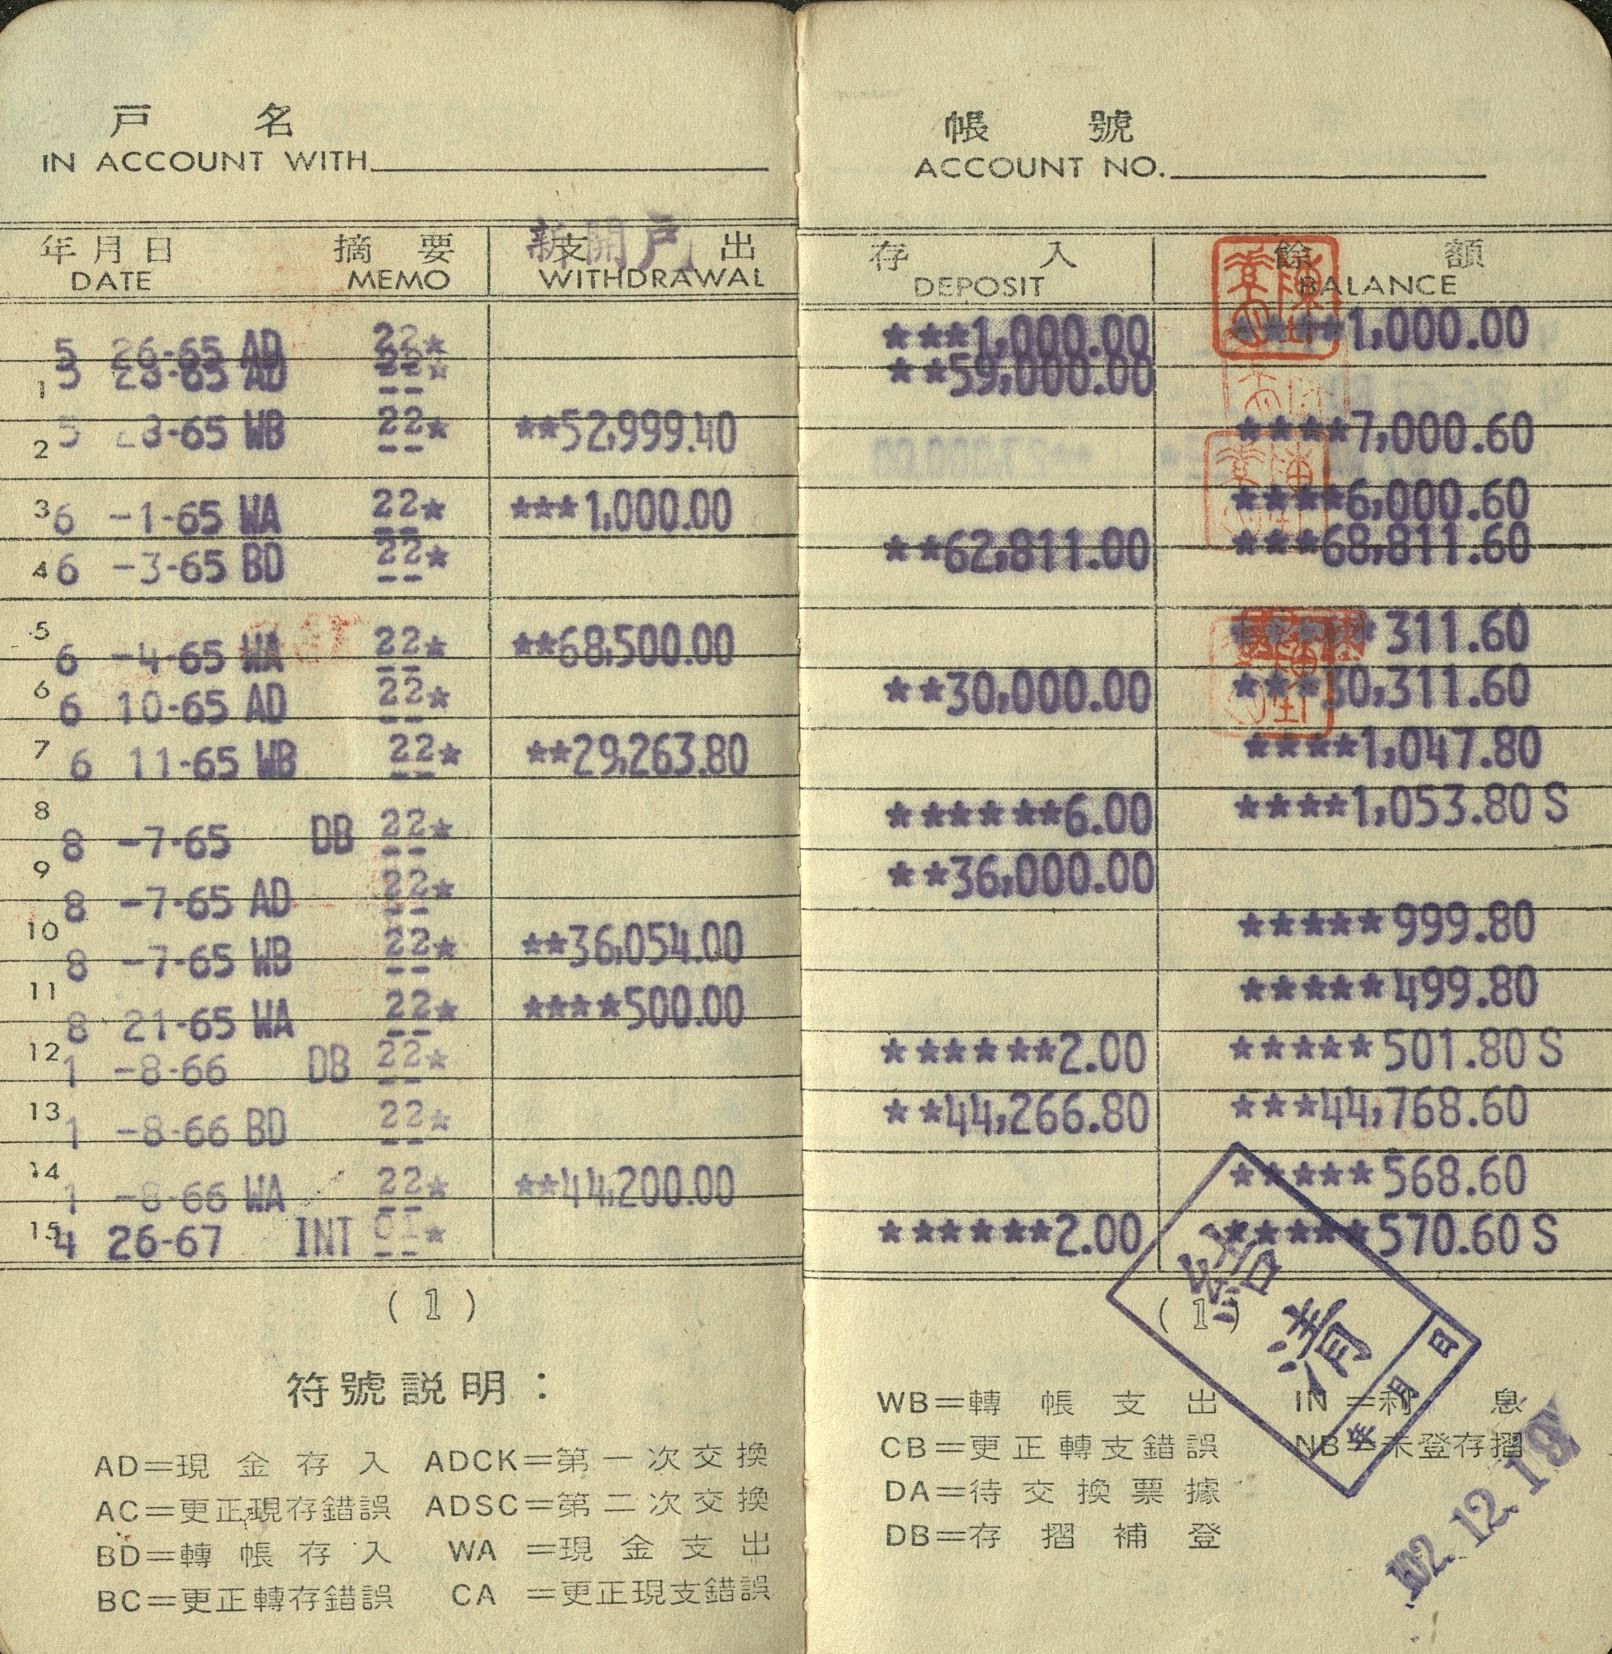 戶 名
IN ACCOUNT WITH
帳 號
ACCOUNT NO.
新開戶
年月日 摘要 支出 存入 餘額
DATE MEMO WITHDRAWAL DEPOSIT BALANCE
5 26-65 AD 22* ***1,000.00 ****1,000.00
1 5 28-65 AD 22* **59,000.00
2 5 28-65 WB 22* **52,999.40 ****7,000.60
3 6 -1-65 WA 22* ***1,000.00 ****6,000.60
4 6 -3-65 BD 22* **62,811.00 ***68,811.60
5 6 -4-65 WA 22* **68,500.00 *****311.60
6 6 10-65 AD 22* **30,000.00 ***30,311.60
7 6 11-65 WB 22* **29,263.80 ****1,047.80
8 8 -7-65 DB 22* ******6.00 ****1,053.80 S
9 8 -7-65 AD 22* **36,000.00
10 8 -7-65 WB 22* **36,054.00 *****999.80
11 8 21-65 WA 22* ****500.00 *****499.80
12 1 -8-66 DB 22* ******2.00 *****501.80 S
13 1 -8-66 BD 22* **44,266.80 ***44,768.60
14 1 -8-66 WA 22* **44,200.00 *****568.60
15 4 26-67 INT 01* ******2.00 *****570.60 S
(1)
(1)
結清
年 月 日
102.12.19
符號説明：
AD=現金存入 ADCK=第一次交換
AC=更正現存錯誤 ADSC=第二次交換
BD=轉帳存入 WA=現金支出
BC=更正轉存錯誤 CA=更正現支錯誤
WB=轉帳支出 IN=利息
CB=更正轉支錯誤 NB=未登存摺
DA=待交換票據
DB=存摺補登